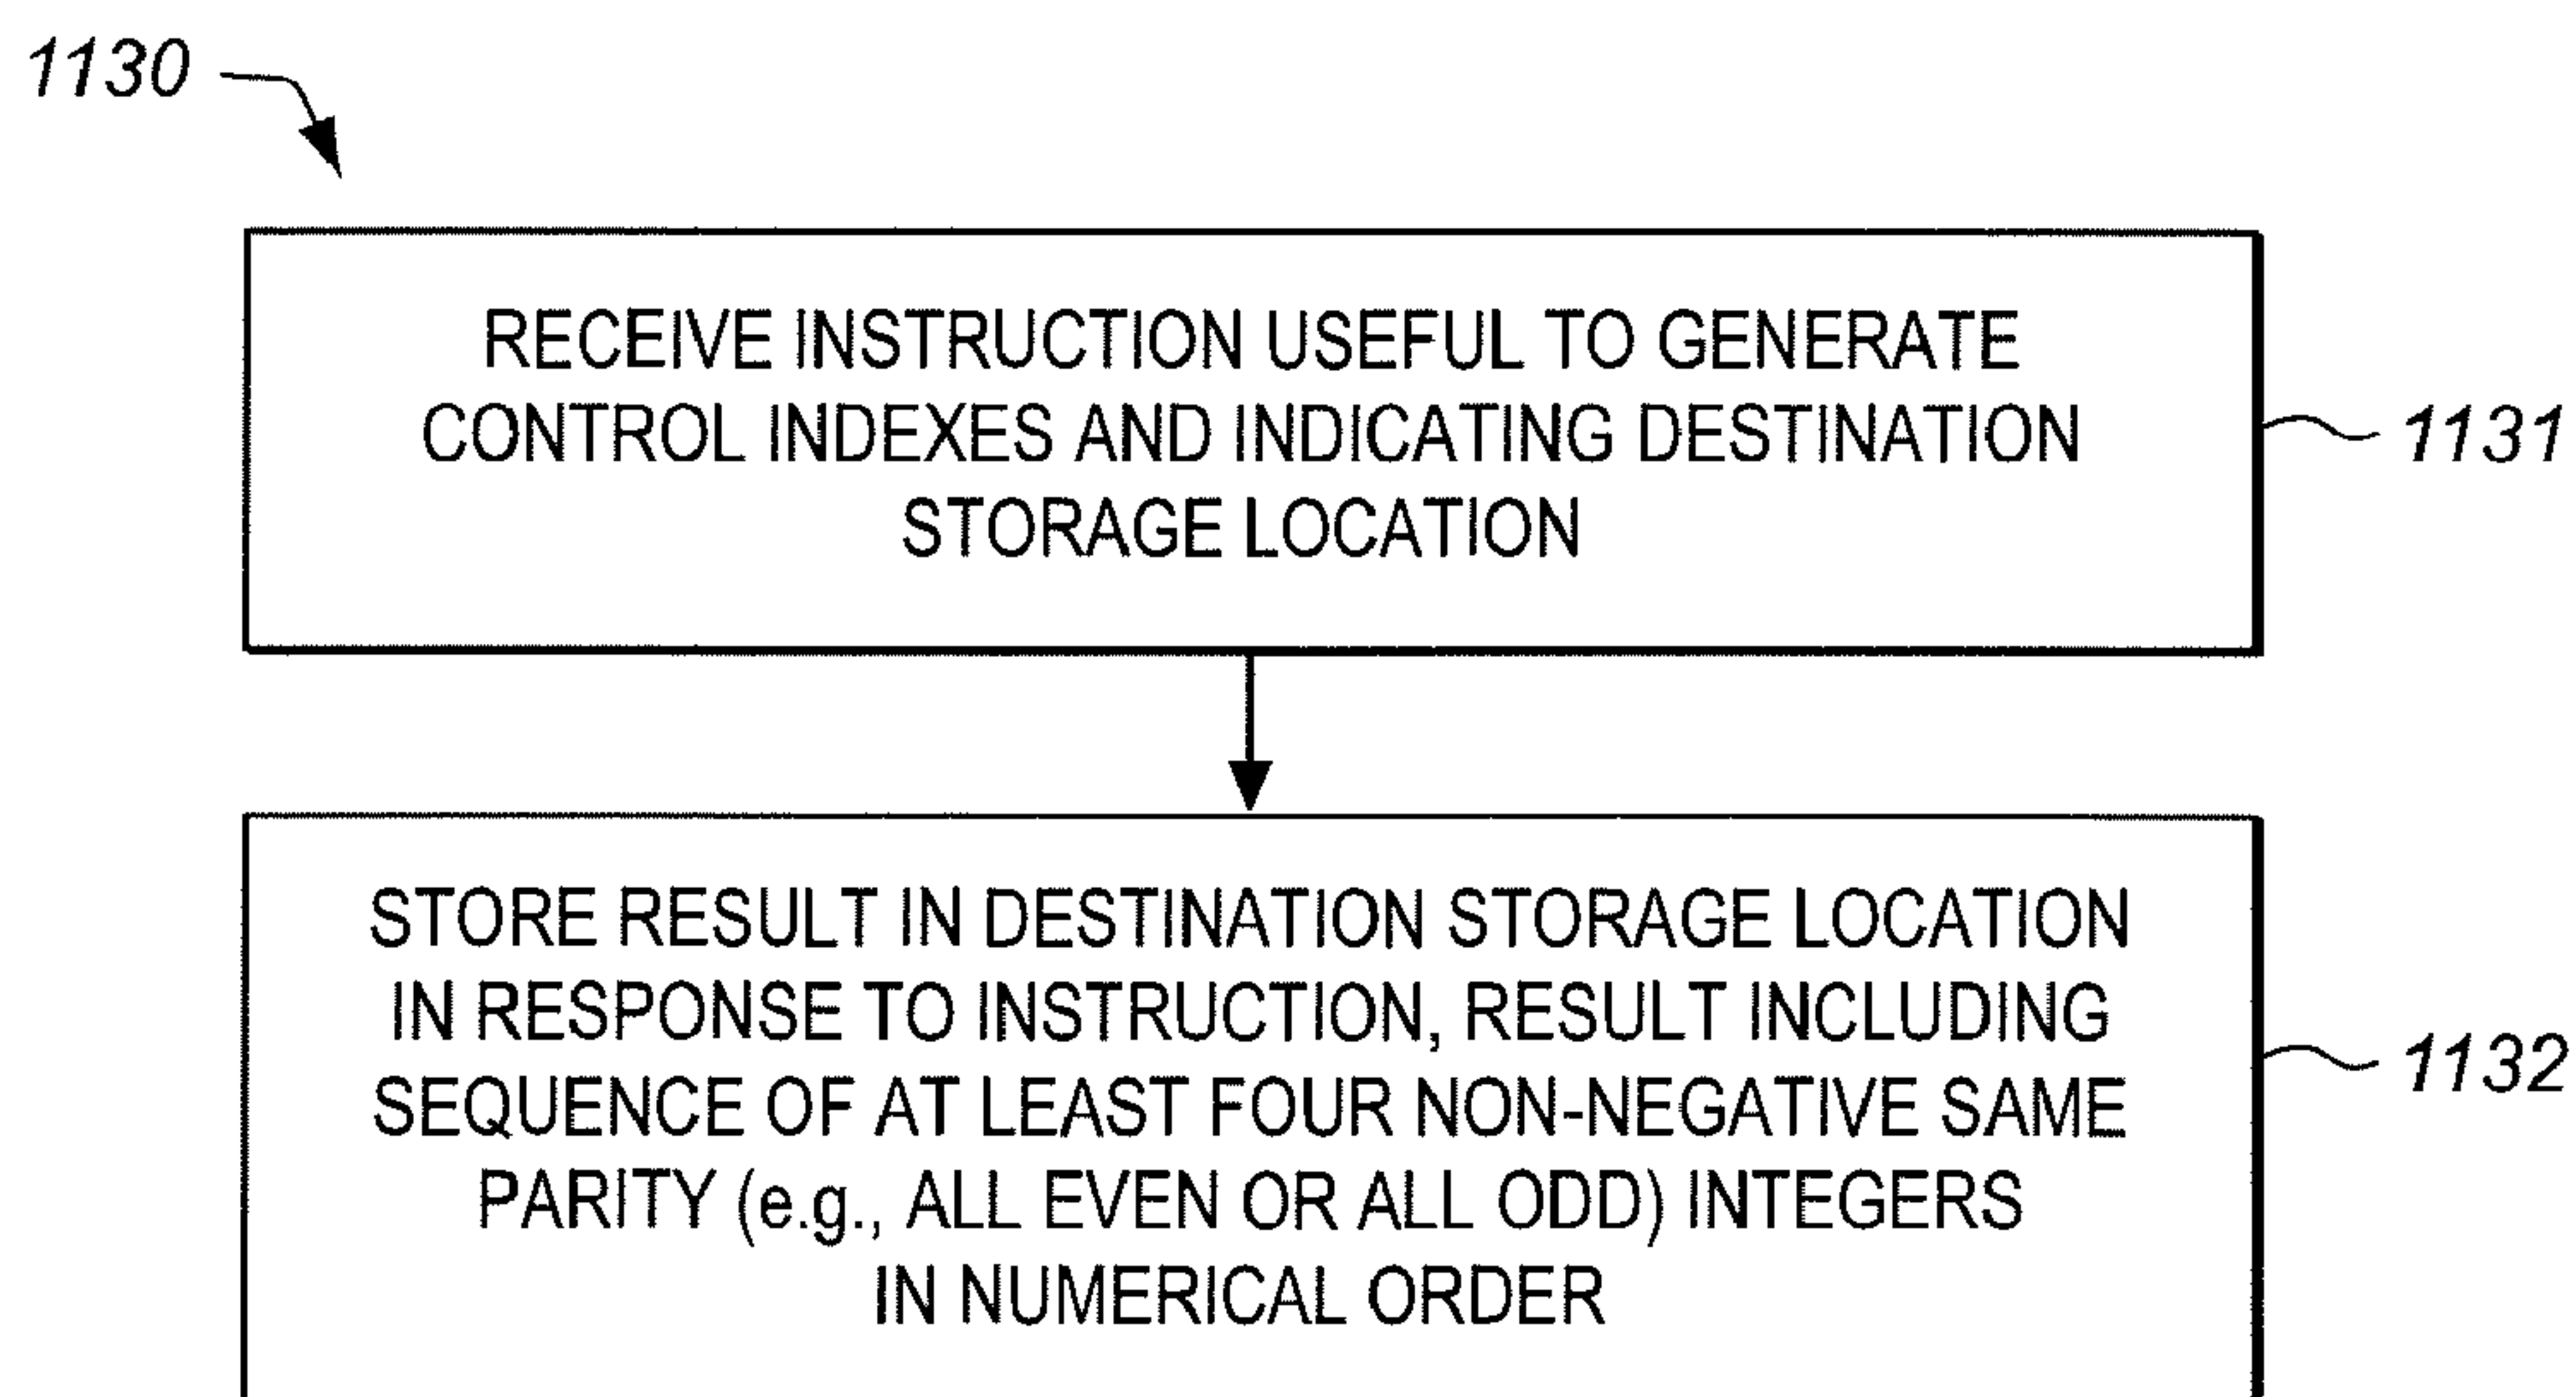 1130
RECEIVE INSTRUCTION USEFUL TO GENERATE
CONTROL INDEXES AND INDICATING DESTINATION
STORAGE LOCATION
1131
STORE RESULT IN DESTINATION STORAGE LOCATION
IN RESPONSE TO INSTRUCTION, RESULT INCLUDING
SEQUENCE OF AT LEAST FOUR NON-NEGATIVE SAME
PARITY (e.g., ALL EVEN OR ALL ODD) INTEGERS
IN NUMERICAL ORDER
1132